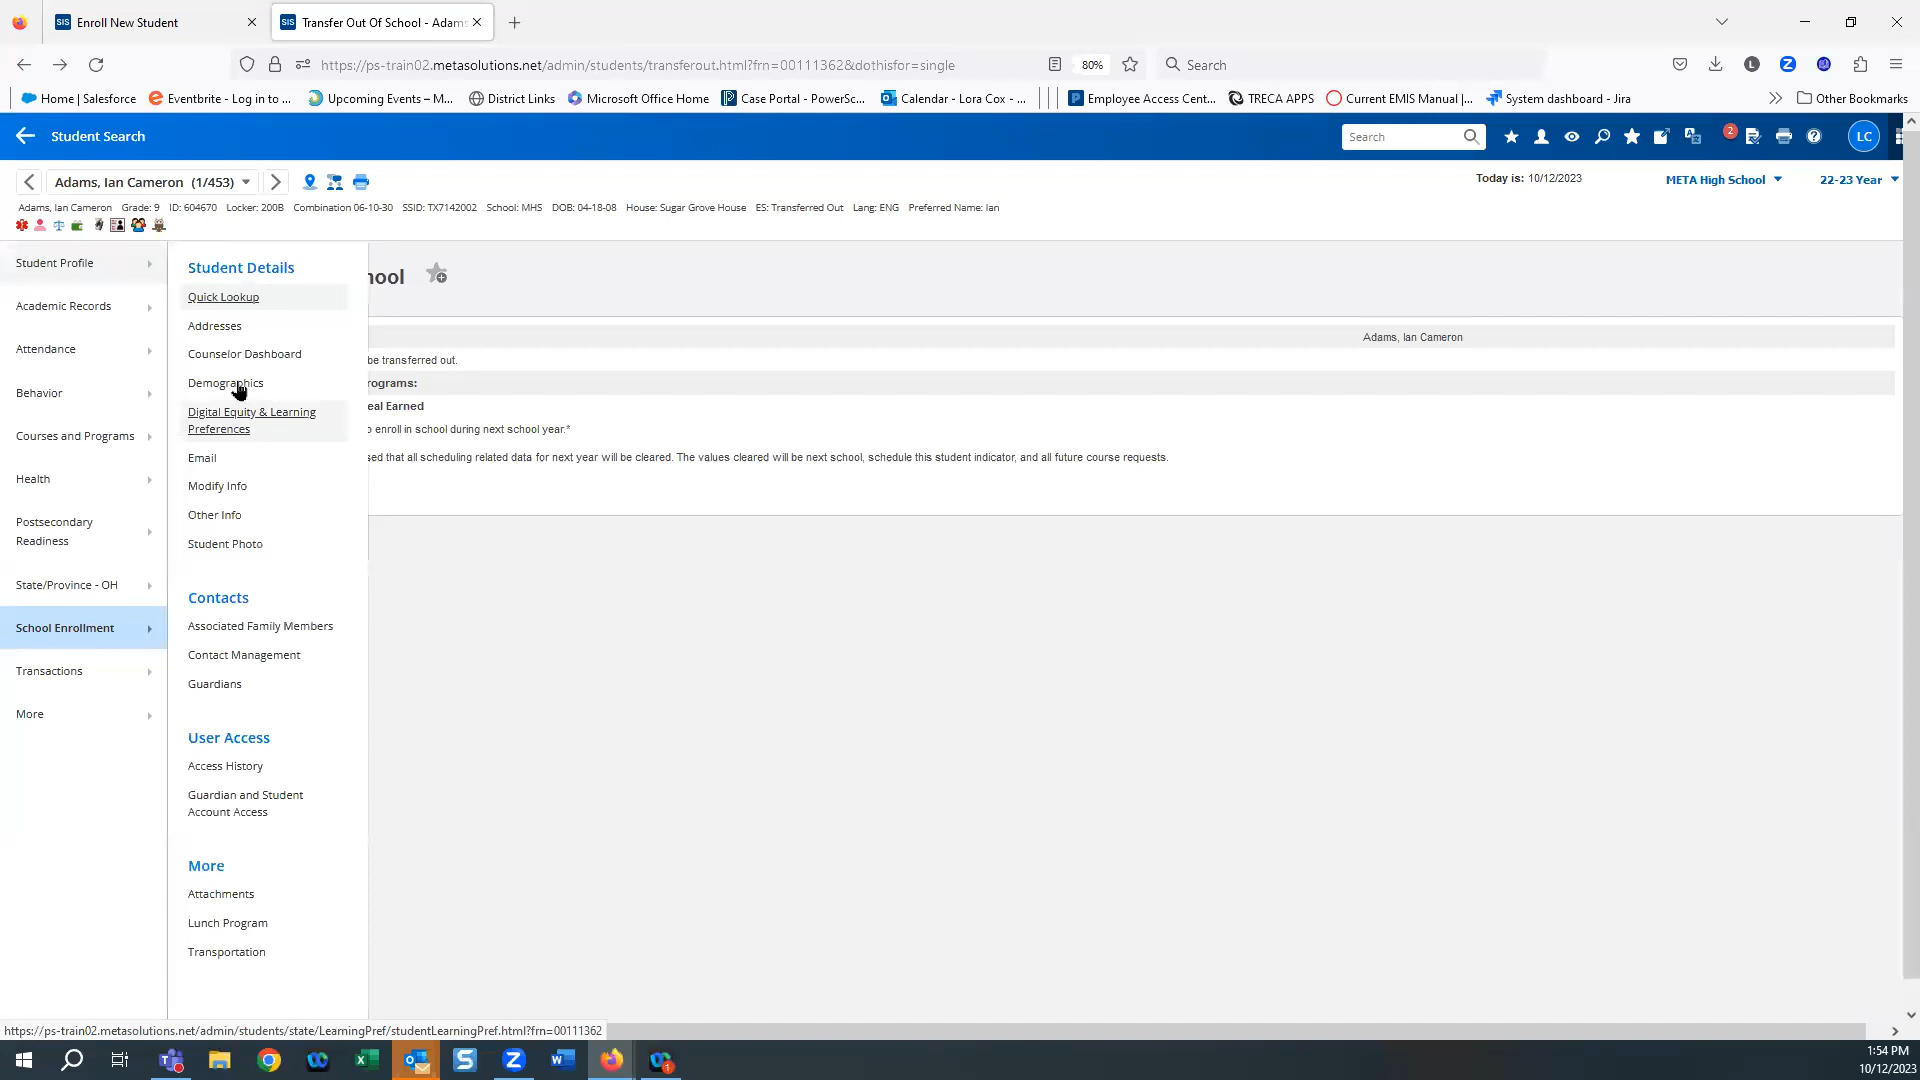 SIS Enroll New Student
SIS Transfer Out Of School - Adams
https://ps-train02.metasolutions.net/admin/students/transferout.html?frn=00111362&dothisfor=single
80%
Search
L
Z
Home | Salesforce
Eventbrite - Log in to ...
Upcoming Events – M...
District Links
Microsoft Office Home
Case Portal - PowerSc...
Calendar - Lora Cox - ...
Employee Access Cent...
TRECA APPS
Current EMIS Manual |...
System dashboard - Jira
Other Bookmarks
Student Search
Search
2
LC
Adams, Ian Cameron (1/453)
Today is: 10/12/2023
META High School
22-23 Year
Adams, Ian Cameron Grade: 9 ID: 604670 Locker: 200B Combination 06-10-30 SSID: TX7142002 School: MHS DOB: 04-18-08 House: Sugar Grove House ES: Transferred Out Lang: ENG Preferred Name: Ian
Student Profile
Academic Records
Attendance
Behavior
Courses and Programs
Health
Postsecondary
Readiness
State/Province - OH
School Enrollment
Transactions
More
Student Details
Quick Lookup
Addresses
Counselor Dashboard
Demographics
Digital Equity & Learning
Preferences
Email
Modify Info
Other Info
Student Photo
Contacts
Associated Family Members
Contact Management
Guardians
User Access
Access History
Guardian and Student
Account Access
More
Attachments
Lunch Program
Transportation
hool
Adams, Ian Cameron
be transferred out.
rograms:
eal Earned
o enroll in school during next school year.*
sed that all scheduling related data for next year will be cleared. The values cleared will be next school, schedule this student indicator, and all future course requests.
https://ps-train02.metasolutions.net/admin/students/state/LearningPref/studentLearningPref.html?frn=00111362
1:54 PM
10/12/2023